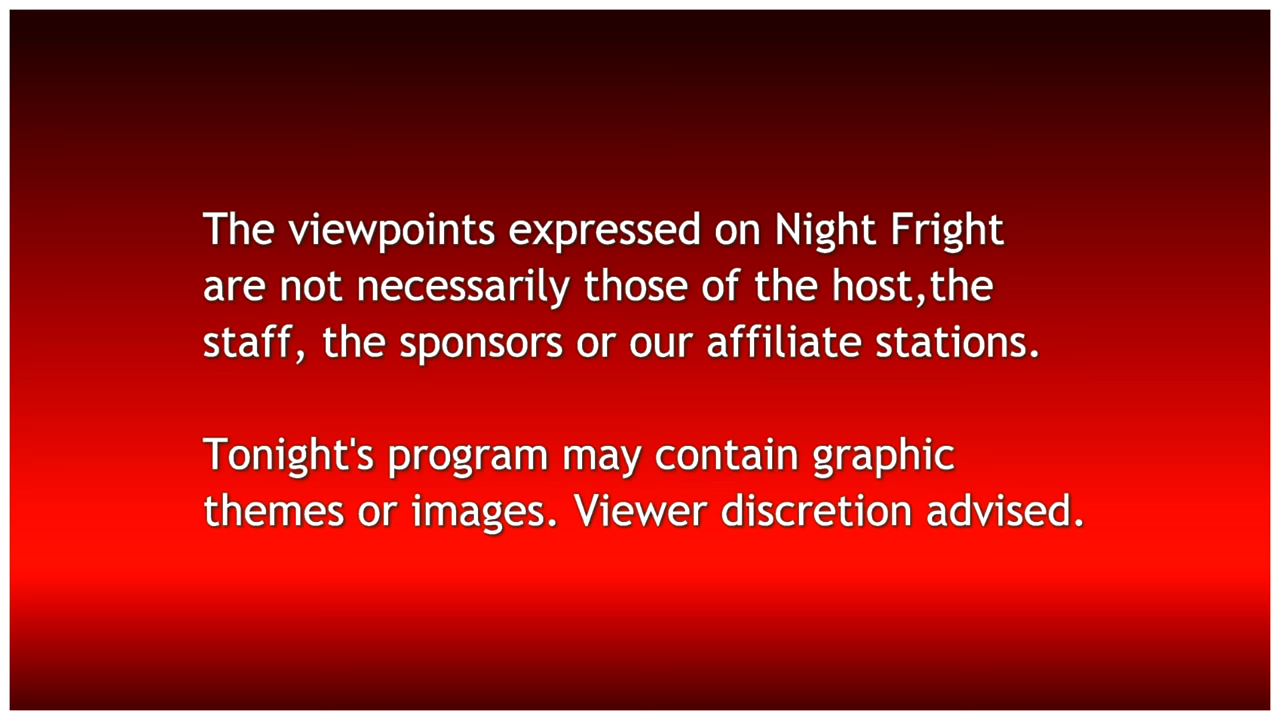 The viewpoints expressed on Night Fright
are not necessarily those of the host,the
staff, the sponsors or our affiliate stations.
Tonight's program may contain graphic
themes or images. Viewer discretion advised.